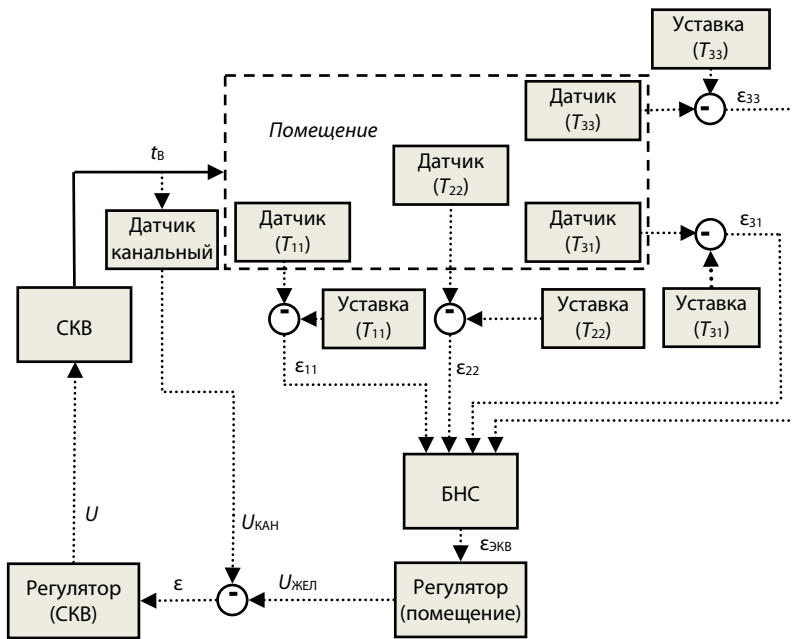 Уставка
(T33)
Датчик
(T33)
-
ε33
Помещение
tв
Датчик
(T22)
Датчик
канальный
Датчик
(T11)
Датчик
(T31)
-
ε31
СКВ
-
Уставка
(T11)
-
Уставка
(T22)
Уставка
(T31)
ε11
ε22
БНС
U
UКАН
εЭКВ
Регулятор
(СКВ)
ε
-
UЖЕЛ
Регулятор
(помещение)